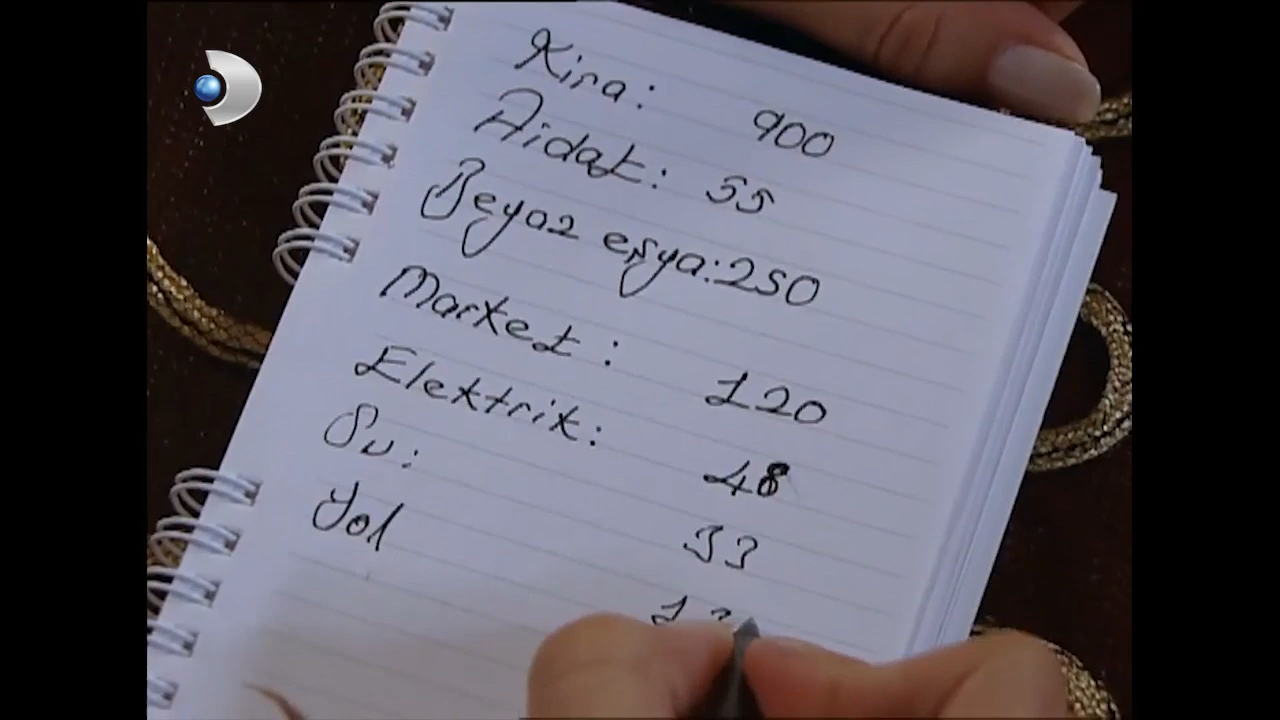 Kira: 900
Aidat: 55
Beyaz eşya: 250
Market: 120
Elektrik: 48
Su: 33
Yol